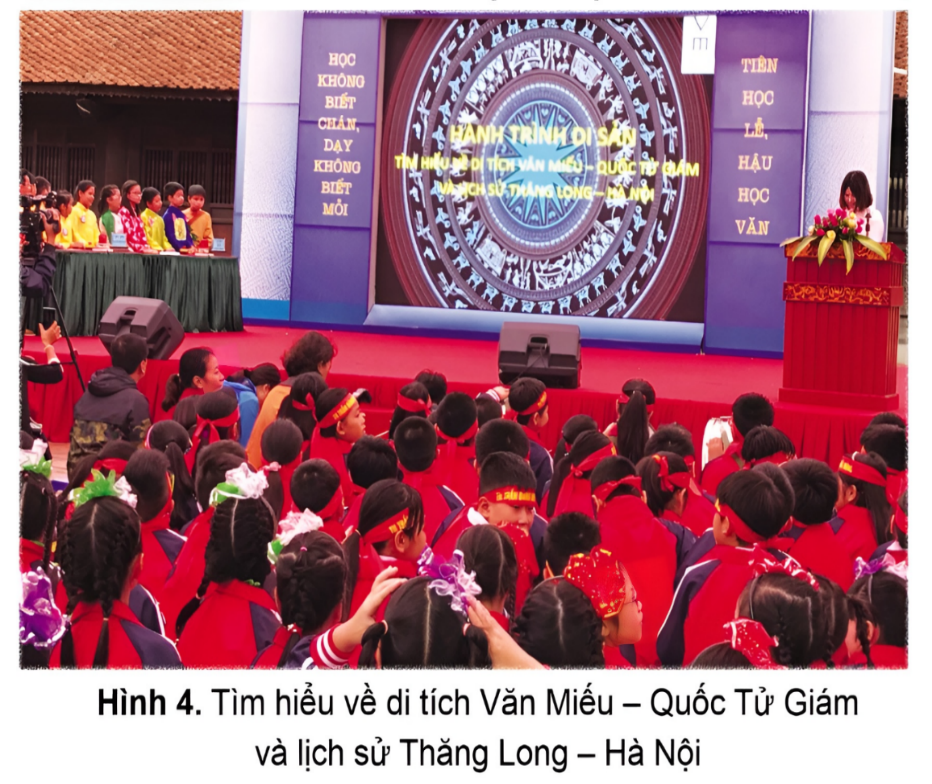 HỌC
KHÔNG
BIẾT
CHÁN,
DẠY
KHÔNG
BIẾT
MỎI
HÀNH TRÌNH DI SẢN
TÌM HIỂU VỀ DI TÍCH VĂN MIẾU – QUỐC TỬ GIÁM
VÀ LỊCH SỬ THĂNG LONG – HÀ NỘI
TIÊN
HỌC
LỄ,
HẬU
HỌC
VĂN
Hình 4. Tìm hiểu về di tích Văn Miếu – Quốc Tử Giám
và lịch sử Thăng Long – Hà Nội